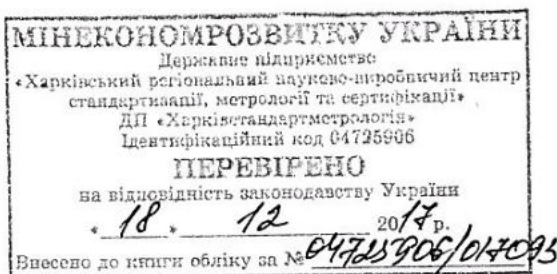 МІНЕКОНОМРОЗВИТКУ УКРАЇНИ
Державне підприємство
«Харківський регіональний науково-виробничий центр
стандартизації, метрології та сертифікації»
ДП «Харківстандартметрологія»
Ідентифікаційний код 04725906
ПЕРЕВІРЕНО
на відповідність законодавству України
« 18 » 12 2017 р.
Внесено до книги обліку за № 04725906/017095